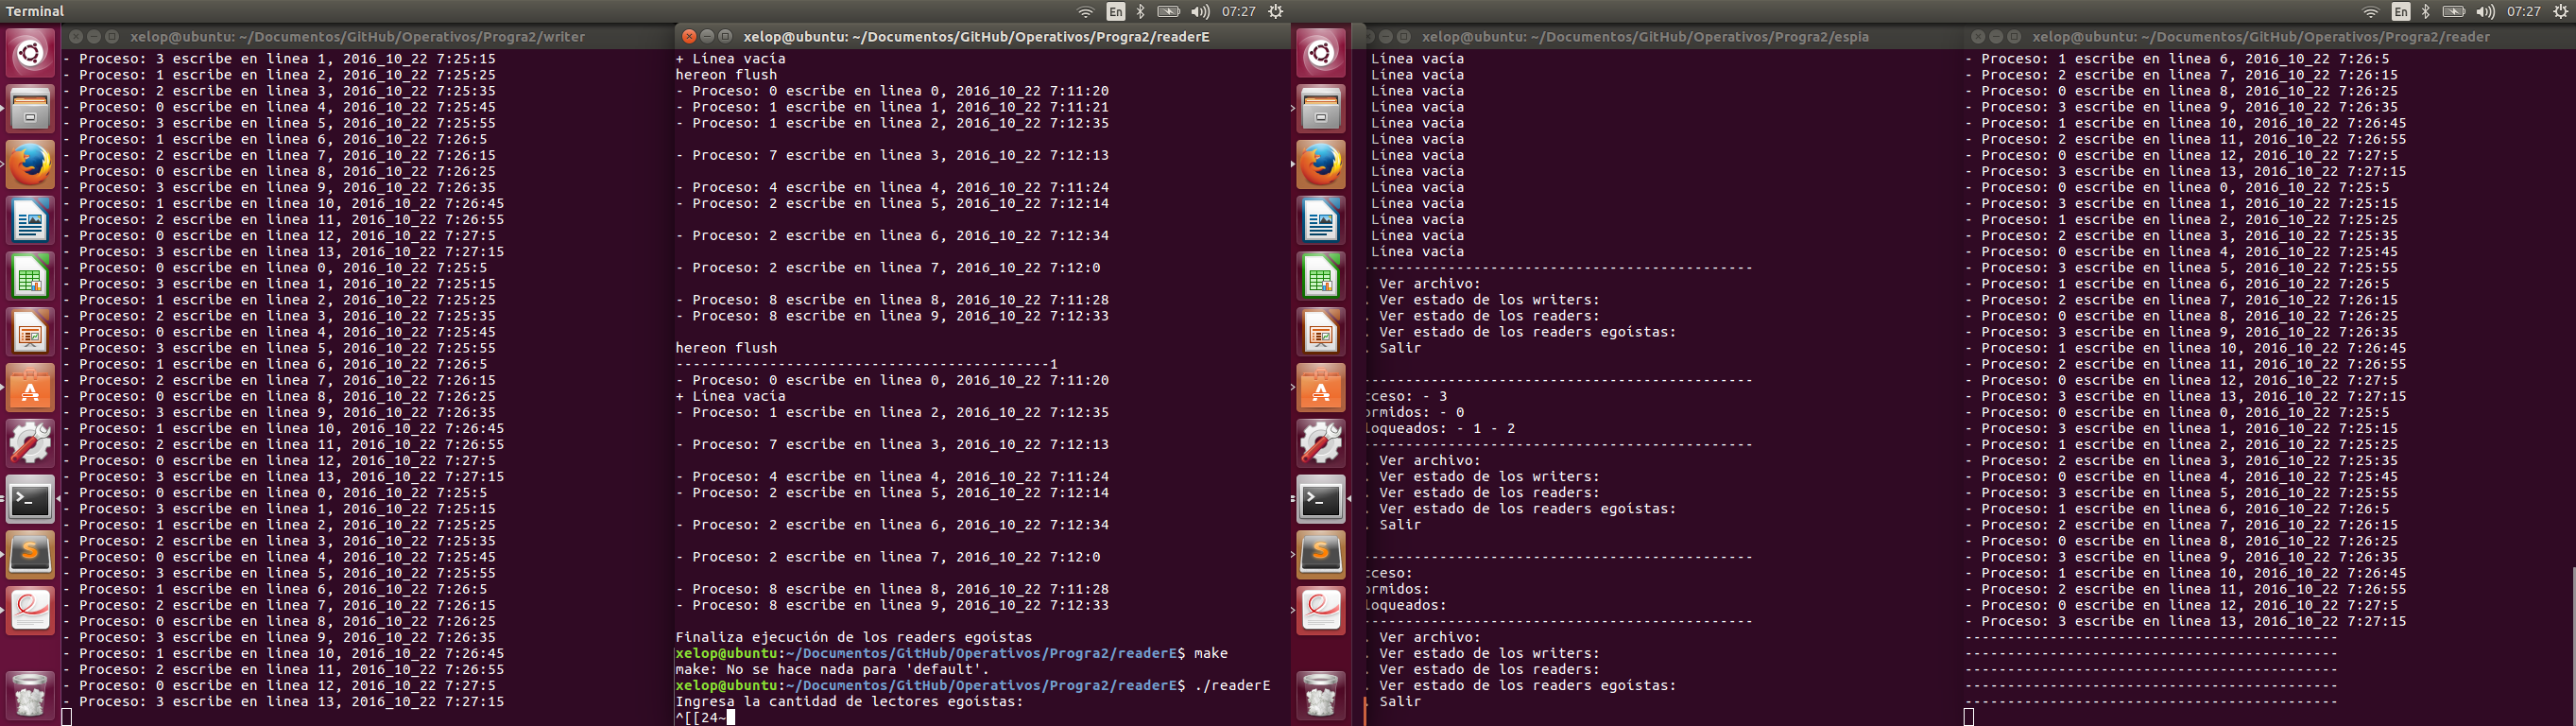 Terminal
En
07:27
En
07:27
xelop@ubuntu: ~/Documentos/GitHub/Operativos/Progra2/writer
- Proceso: 3 escribe en linea 1, 2016_10_22 7:25:15
- Proceso: 1 escribe en linea 2, 2016_10_22 7:25:25
- Proceso: 2 escribe en linea 3, 2016_10_22 7:25:35
- Proceso: 0 escribe en linea 4, 2016_10_22 7:25:45
- Proceso: 3 escribe en linea 5, 2016_10_22 7:25:55
- Proceso: 1 escribe en linea 6, 2016_10_22 7:26:5
- Proceso: 2 escribe en linea 7, 2016_10_22 7:26:15
- Proceso: 0 escribe en linea 8, 2016_10_22 7:26:25
- Proceso: 3 escribe en linea 9, 2016_10_22 7:26:35
- Proceso: 1 escribe en linea 10, 2016_10_22 7:26:45
- Proceso: 2 escribe en linea 11, 2016_10_22 7:26:55
- Proceso: 0 escribe en linea 12, 2016_10_22 7:27:5
- Proceso: 3 escribe en linea 13, 2016_10_22 7:27:15
- Proceso: 0 escribe en linea 0, 2016_10_22 7:25:5
- Proceso: 3 escribe en linea 1, 2016_10_22 7:25:15
- Proceso: 1 escribe en linea 2, 2016_10_22 7:25:25
- Proceso: 2 escribe en linea 3, 2016_10_22 7:25:35
- Proceso: 0 escribe en linea 4, 2016_10_22 7:25:45
- Proceso: 3 escribe en linea 5, 2016_10_22 7:25:55
- Proceso: 1 escribe en linea 6, 2016_10_22 7:26:5
- Proceso: 2 escribe en linea 7, 2016_10_22 7:26:15
- Proceso: 0 escribe en linea 8, 2016_10_22 7:26:25
- Proceso: 3 escribe en linea 9, 2016_10_22 7:26:35
- Proceso: 1 escribe en linea 10, 2016_10_22 7:26:45
- Proceso: 2 escribe en linea 11, 2016_10_22 7:26:55
- Proceso: 0 escribe en linea 12, 2016_10_22 7:27:5
- Proceso: 3 escribe en linea 13, 2016_10_22 7:27:15
- Proceso: 0 escribe en linea 0, 2016_10_22 7:25:5
- Proceso: 3 escribe en linea 1, 2016_10_22 7:25:15
- Proceso: 1 escribe en linea 2, 2016_10_22 7:25:25
- Proceso: 2 escribe en linea 3, 2016_10_22 7:25:35
- Proceso: 0 escribe en linea 4, 2016_10_22 7:25:45
- Proceso: 3 escribe en linea 5, 2016_10_22 7:25:55
- Proceso: 1 escribe en linea 6, 2016_10_22 7:26:5
- Proceso: 2 escribe en linea 7, 2016_10_22 7:26:15
- Proceso: 0 escribe en linea 8, 2016_10_22 7:26:25
- Proceso: 3 escribe en linea 9, 2016_10_22 7:26:35
- Proceso: 1 escribe en linea 10, 2016_10_22 7:26:45
- Proceso: 2 escribe en linea 11, 2016_10_22 7:26:55
- Proceso: 0 escribe en linea 12, 2016_10_22 7:27:5
- Proceso: 3 escribe en linea 13, 2016_10_22 7:27:15
xelop@ubuntu: ~/Documentos/GitHub/Operativos/Progra2/readerE
+ Línea vacía
hereon flush
- Proceso: 0 escribe en linea 0, 2016_10_22 7:11:20
- Proceso: 1 escribe en linea 1, 2016_10_22 7:11:21
- Proceso: 1 escribe en linea 2, 2016_10_22 7:12:35
- Proceso: 7 escribe en linea 3, 2016_10_22 7:12:13
- Proceso: 4 escribe en linea 4, 2016_10_22 7:11:24
- Proceso: 2 escribe en linea 5, 2016_10_22 7:12:14
- Proceso: 2 escribe en linea 6, 2016_10_22 7:12:34
- Proceso: 2 escribe en linea 7, 2016_10_22 7:12:0
- Proceso: 8 escribe en linea 8, 2016_10_22 7:11:28
- Proceso: 8 escribe en linea 9, 2016_10_22 7:12:33
hereon flush
--------------------------------------------1
- Proceso: 0 escribe en linea 0, 2016_10_22 7:11:20
+ Línea vacía
- Proceso: 1 escribe en linea 2, 2016_10_22 7:12:35
- Proceso: 7 escribe en linea 3, 2016_10_22 7:12:13
- Proceso: 4 escribe en linea 4, 2016_10_22 7:11:24
- Proceso: 2 escribe en linea 5, 2016_10_22 7:12:14
- Proceso: 2 escribe en linea 6, 2016_10_22 7:12:34
- Proceso: 2 escribe en linea 7, 2016_10_22 7:12:0
- Proceso: 8 escribe en linea 8, 2016_10_22 7:11:28
- Proceso: 8 escribe en linea 9, 2016_10_22 7:12:33
Finaliza ejecución de los readers egoístas
xelop@ubuntu:~/Documentos/GitHub/Operativos/Progra2/readerE$ make
make: No se hace nada para 'default'.
xelop@ubuntu:~/Documentos/GitHub/Operativos/Progra2/readerE$ ./readerE
Ingresa la cantidad de lectores egoistas:
^[[24~
xelop@ubuntu: ~/Documentos/GitHub/Operativos/Progra2/espia
Línea vacía
Línea vacía
Línea vacía
Línea vacía
Línea vacía
Línea vacía
Línea vacía
Línea vacía
Línea vacía
Línea vacía
Línea vacía
Línea vacía
Línea vacía
----------------------------------------------
. Ver archivo:
. Ver estado de los writers:
. Ver estado de los readers:
. Ver estado de los readers egoístas:
. Salir
----------------------------------------------
cceso: - 3
ormidos: - 0
loqueados: - 1 - 2
----------------------------------------------
. Ver archivo:
. Ver estado de los writers:
. Ver estado de los readers:
. Ver estado de los readers egoístas:
. Salir
----------------------------------------------
cceso:
ormidos:
loqueados:
----------------------------------------------
. Ver archivo:
. Ver estado de los writers:
. Ver estado de los readers:
. Ver estado de los readers egoístas:
. Salir
xelop@ubuntu: ~/Documentos/GitHub/Operativos/Progra2/reader
- Proceso: 1 escribe en linea 6, 2016_10_22 7:26:5
- Proceso: 2 escribe en linea 7, 2016_10_22 7:26:15
- Proceso: 0 escribe en linea 8, 2016_10_22 7:26:25
- Proceso: 3 escribe en linea 9, 2016_10_22 7:26:35
- Proceso: 1 escribe en linea 10, 2016_10_22 7:26:45
- Proceso: 2 escribe en linea 11, 2016_10_22 7:26:55
- Proceso: 0 escribe en linea 12, 2016_10_22 7:27:5
- Proceso: 3 escribe en linea 13, 2016_10_22 7:27:15
- Proceso: 0 escribe en linea 0, 2016_10_22 7:25:5
- Proceso: 3 escribe en linea 1, 2016_10_22 7:25:15
- Proceso: 1 escribe en linea 2, 2016_10_22 7:25:25
- Proceso: 2 escribe en linea 3, 2016_10_22 7:25:35
- Proceso: 0 escribe en linea 4, 2016_10_22 7:25:45
- Proceso: 3 escribe en linea 5, 2016_10_22 7:25:55
- Proceso: 1 escribe en linea 6, 2016_10_22 7:26:5
- Proceso: 2 escribe en linea 7, 2016_10_22 7:26:15
- Proceso: 0 escribe en linea 8, 2016_10_22 7:26:25
- Proceso: 3 escribe en linea 9, 2016_10_22 7:26:35
- Proceso: 1 escribe en linea 10, 2016_10_22 7:26:45
- Proceso: 2 escribe en linea 11, 2016_10_22 7:26:55
- Proceso: 0 escribe en linea 12, 2016_10_22 7:27:5
- Proceso: 3 escribe en linea 13, 2016_10_22 7:27:15
- Proceso: 0 escribe en linea 0, 2016_10_22 7:25:5
- Proceso: 3 escribe en linea 1, 2016_10_22 7:25:15
- Proceso: 1 escribe en linea 2, 2016_10_22 7:25:25
- Proceso: 2 escribe en linea 3, 2016_10_22 7:25:35
- Proceso: 0 escribe en linea 4, 2016_10_22 7:25:45
- Proceso: 3 escribe en linea 5, 2016_10_22 7:25:55
- Proceso: 1 escribe en linea 6, 2016_10_22 7:26:5
- Proceso: 2 escribe en linea 7, 2016_10_22 7:26:15
- Proceso: 0 escribe en linea 8, 2016_10_22 7:26:25
- Proceso: 3 escribe en linea 9, 2016_10_22 7:26:35
- Proceso: 1 escribe en linea 10, 2016_10_22 7:26:45
- Proceso: 2 escribe en linea 11, 2016_10_22 7:26:55
- Proceso: 0 escribe en linea 12, 2016_10_22 7:27:5
- Proceso: 3 escribe en linea 13, 2016_10_22 7:27:15
--------------------------------------------
--------------------------------------------
--------------------------------------------
--------------------------------------------
--------------------------------------------